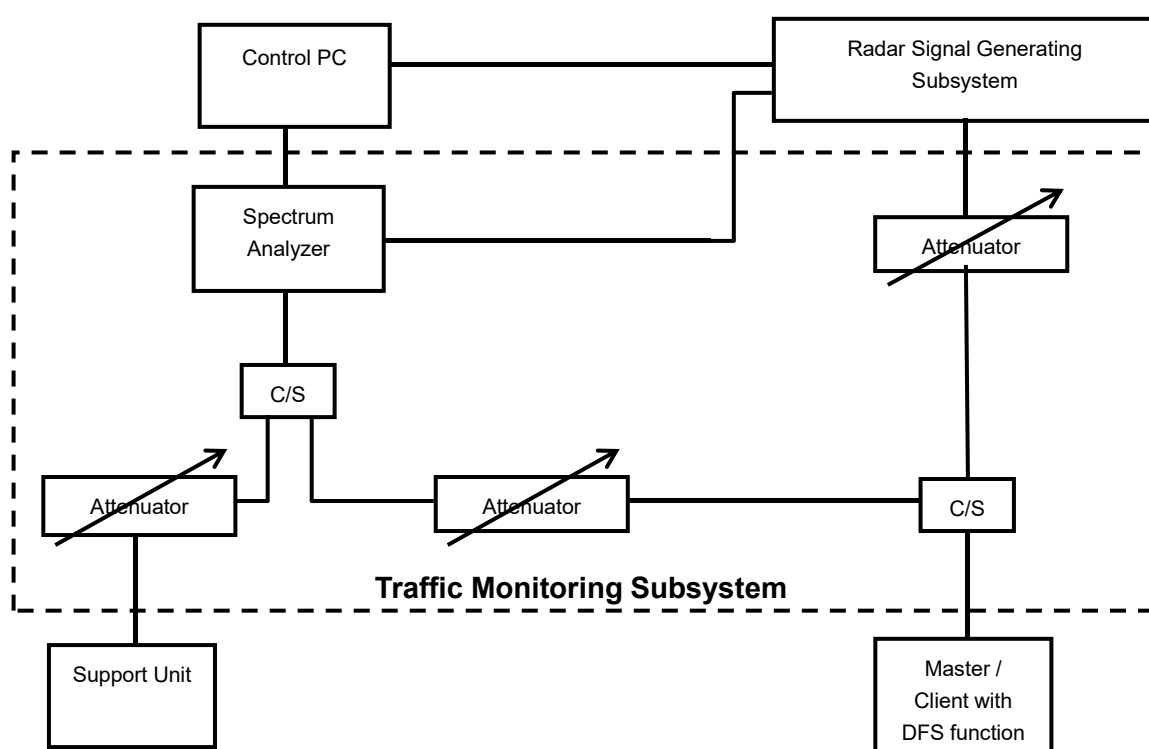 Control PC
Radar Signal Generating
Subsystem
Spectrum
Analyzer
Attenuator
C/S
Attenuator
Attenuator
C/S
Traffic Monitoring Subsystem
Support Unit
Master /
Client with
DFS function